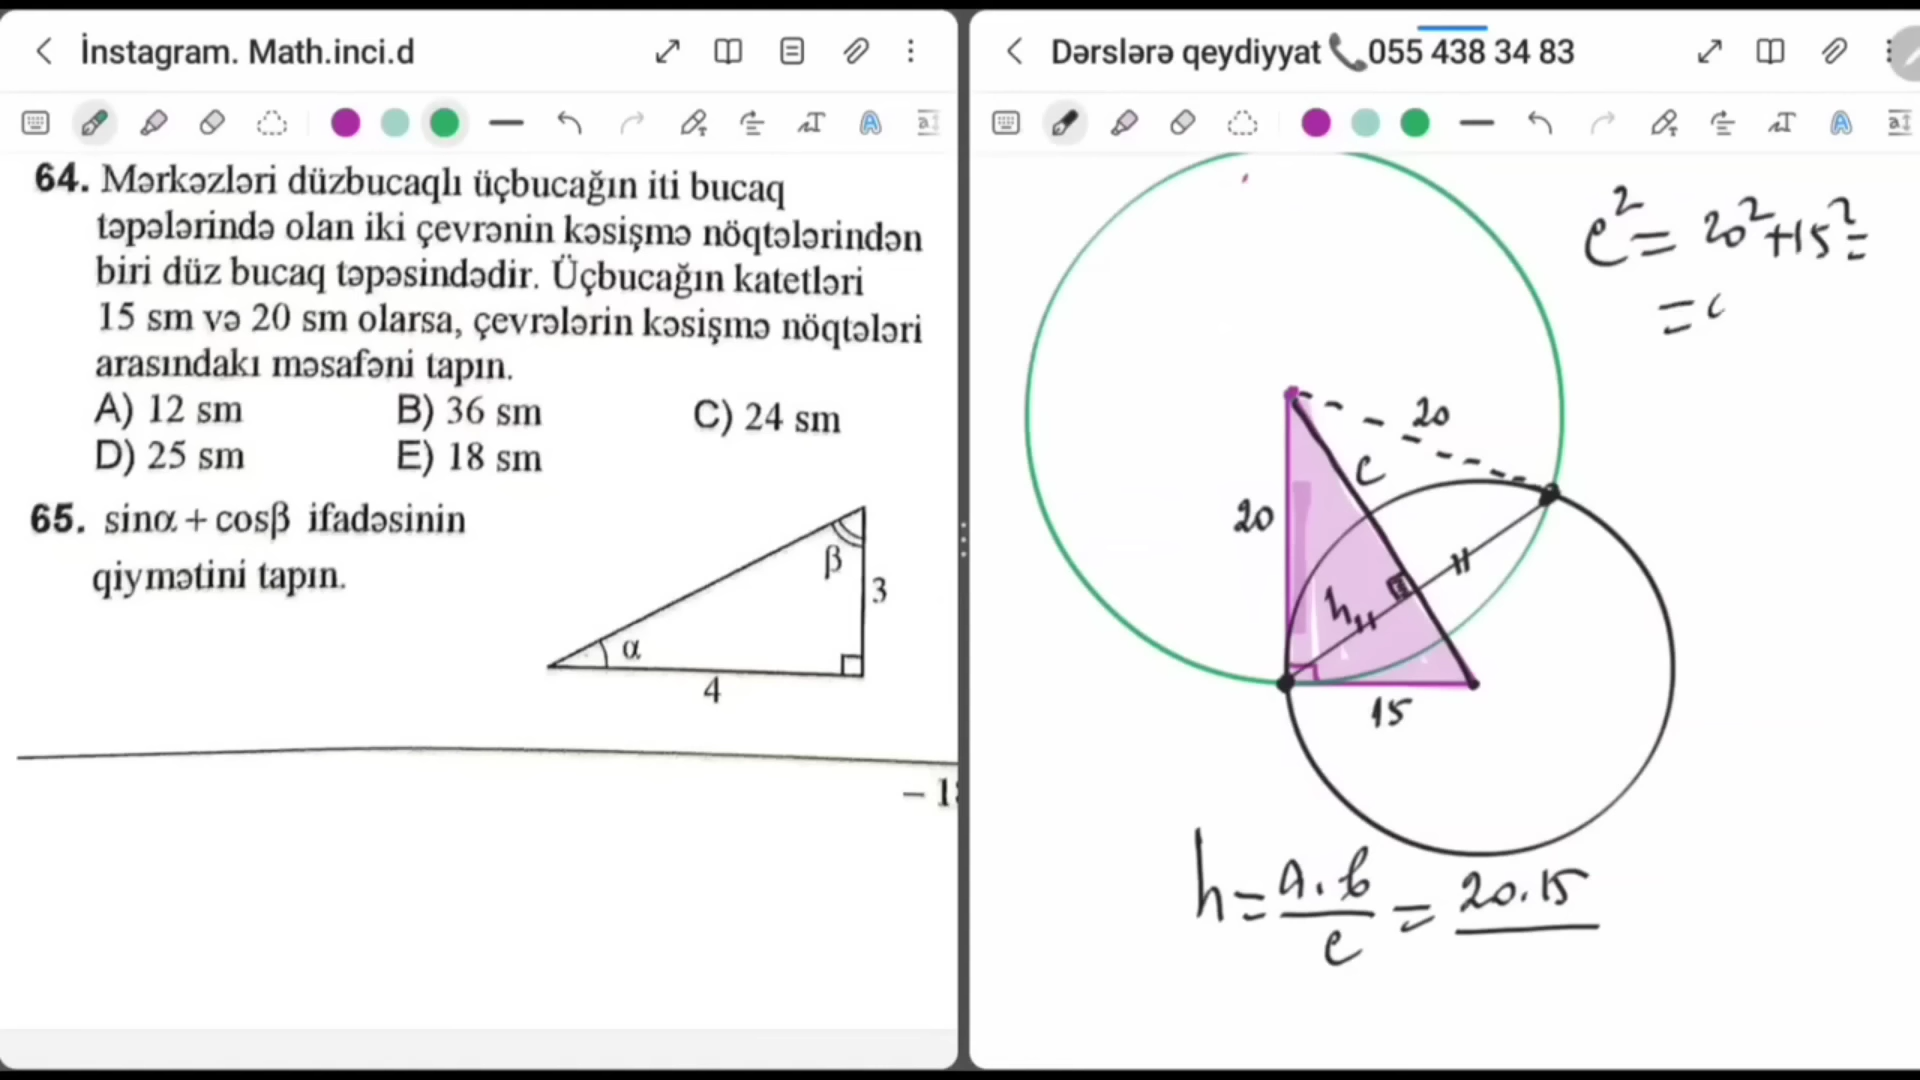 İnstagram. Math.inci.d
64. Mərkəzləri düzbucaqlı üçbucağın iti bucaq
təpələrində olan iki çevrənin kəsişmə nöqtələrindən
biri düz bucaq təpəsindədir. Üçbucağın katetləri
15 sm və 20 sm olarsa, çevrələrin kəsişmə nöqtələri
arasındakı məsafəni tapın.
A) 12 sm B) 36 sm C) 24 sm
D) 25 sm E) 18 sm
65. sinα + cosβ ifadəsinin
qiymətini tapın.
β
3
α
4
Dərslərə qeydiyyat 📞055 438 34 83
c² = 20² + 15² =
=
20
c
20
h
15
h = a.b / c = 20.15